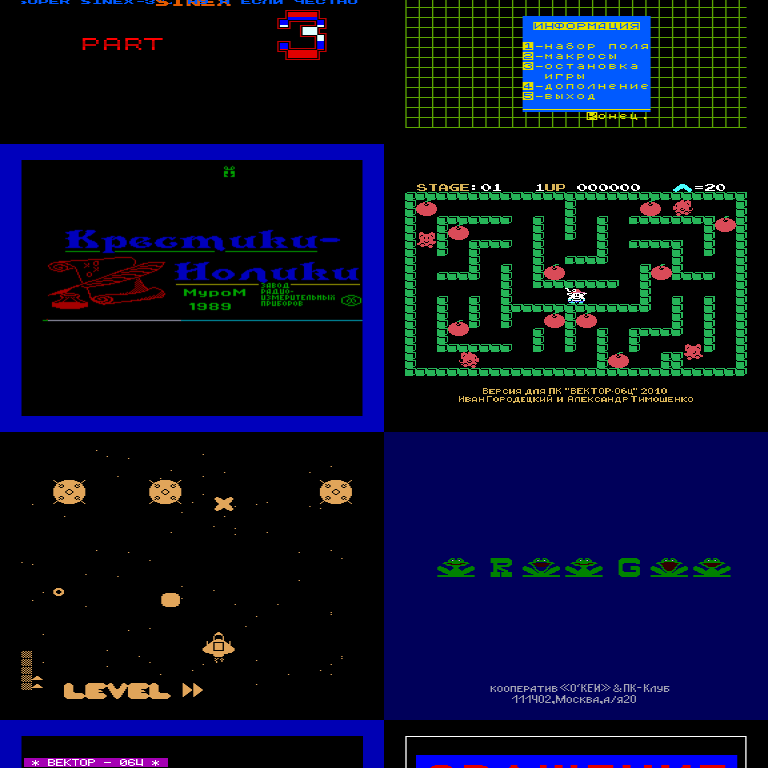 PART 3
ИНФОРМАЦИЯ
1-набор поля
2-макросы
3-остановка
игры
4-дополнение
5-выход
Конец.
Крестики-
Нолики
МуроМ
1989
ЗАВОД
РАДИО-
ИЗМЕРИТЕЛЬНЫХ
ПРИБОРОВ
STAGE:01 1UP 000000 =20
Версия для ПК "ВЕКТОР-06Ц" 2010
Иван Городецкий и Александр Тимошенко
LEVEL
R G
кооператив «О'КЕЙ» & ПК-Клуб
111402,Москва,а/я20
* ВЕКТОР - 06Ц *